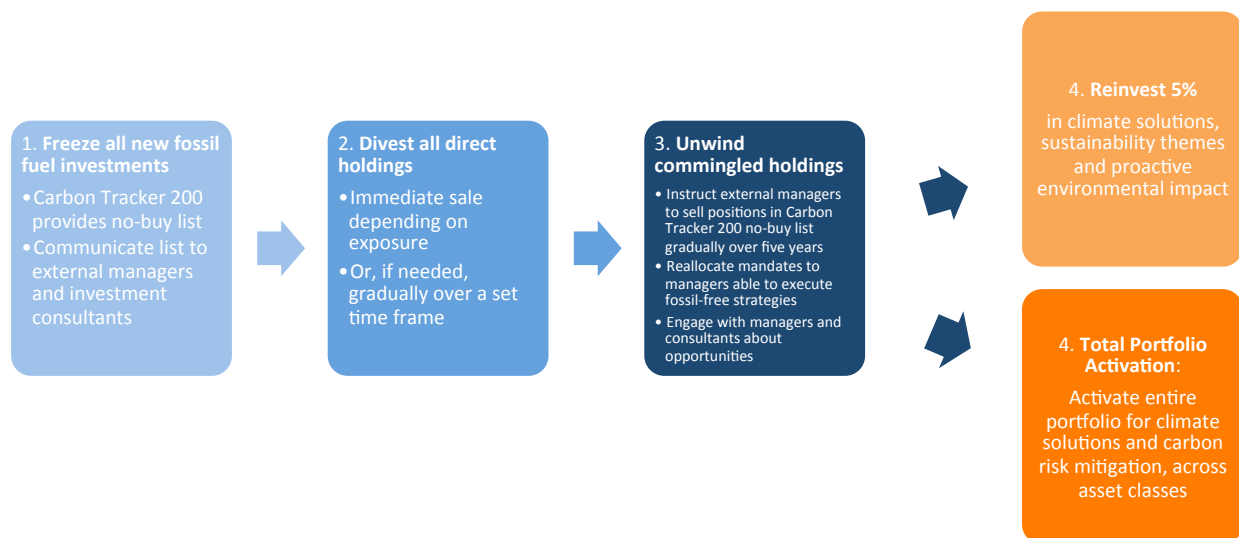 1. Freeze all new fossil
fuel investments
•Carbon Tracker 200
provides no-buy list
•Communicate list to
external managers
and investment
consultants
2. Divest all direct
holdings
•Immediate sale
depending on
exposure
•Or, if needed,
gradually over a set
time frame
3. Unwind
commingled holdings
• Instruct external managers
to sell positions in Carbon
Tracker 200 no-buy list
gradually over five years
• Reallocate mandates to
managers able to execute
fossil-free strategies
• Engage with managers and
consultants about
opportunities
4. Reinvest 5%
in climate solutions,
sustainability themes
and proactive
environmental impact
4. Total Portfolio
Activation:
Activate entire
portfolio for climate
solutions and carbon
risk mitigation, across
asset classes